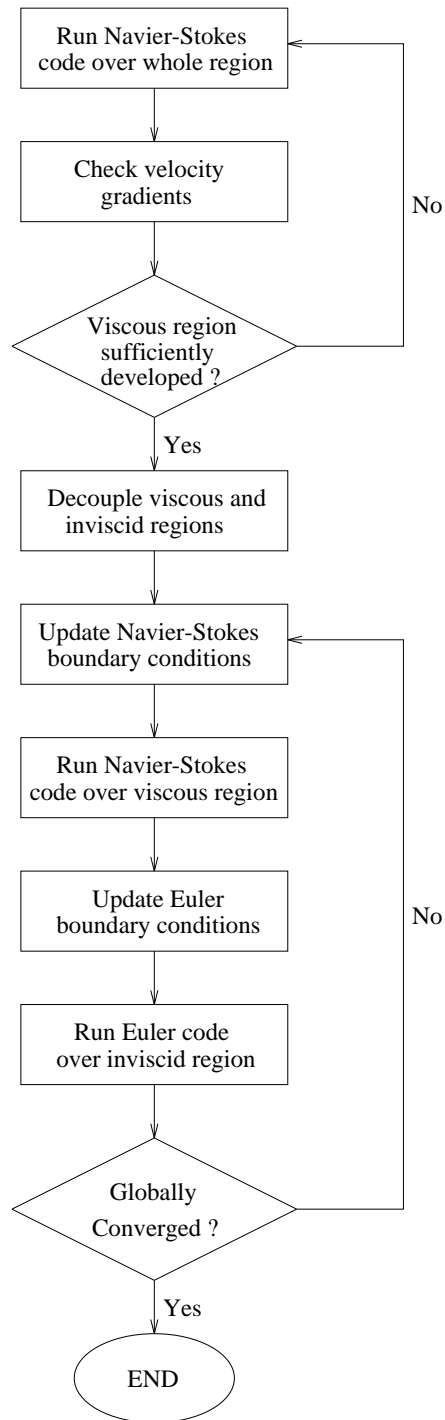 Run Navier-Stokes
code over whole region
Check velocity
gradients
No
Viscous region
sufficiently
developed ?
Yes
Decouple viscous and
inviscid regions
Update Navier-Stokes
boundary conditions
Run Navier-Stokes
code over viscous region
Update Euler
boundary conditions
No
Run Euler code
over inviscid region
Globally
Converged ?
Yes
END